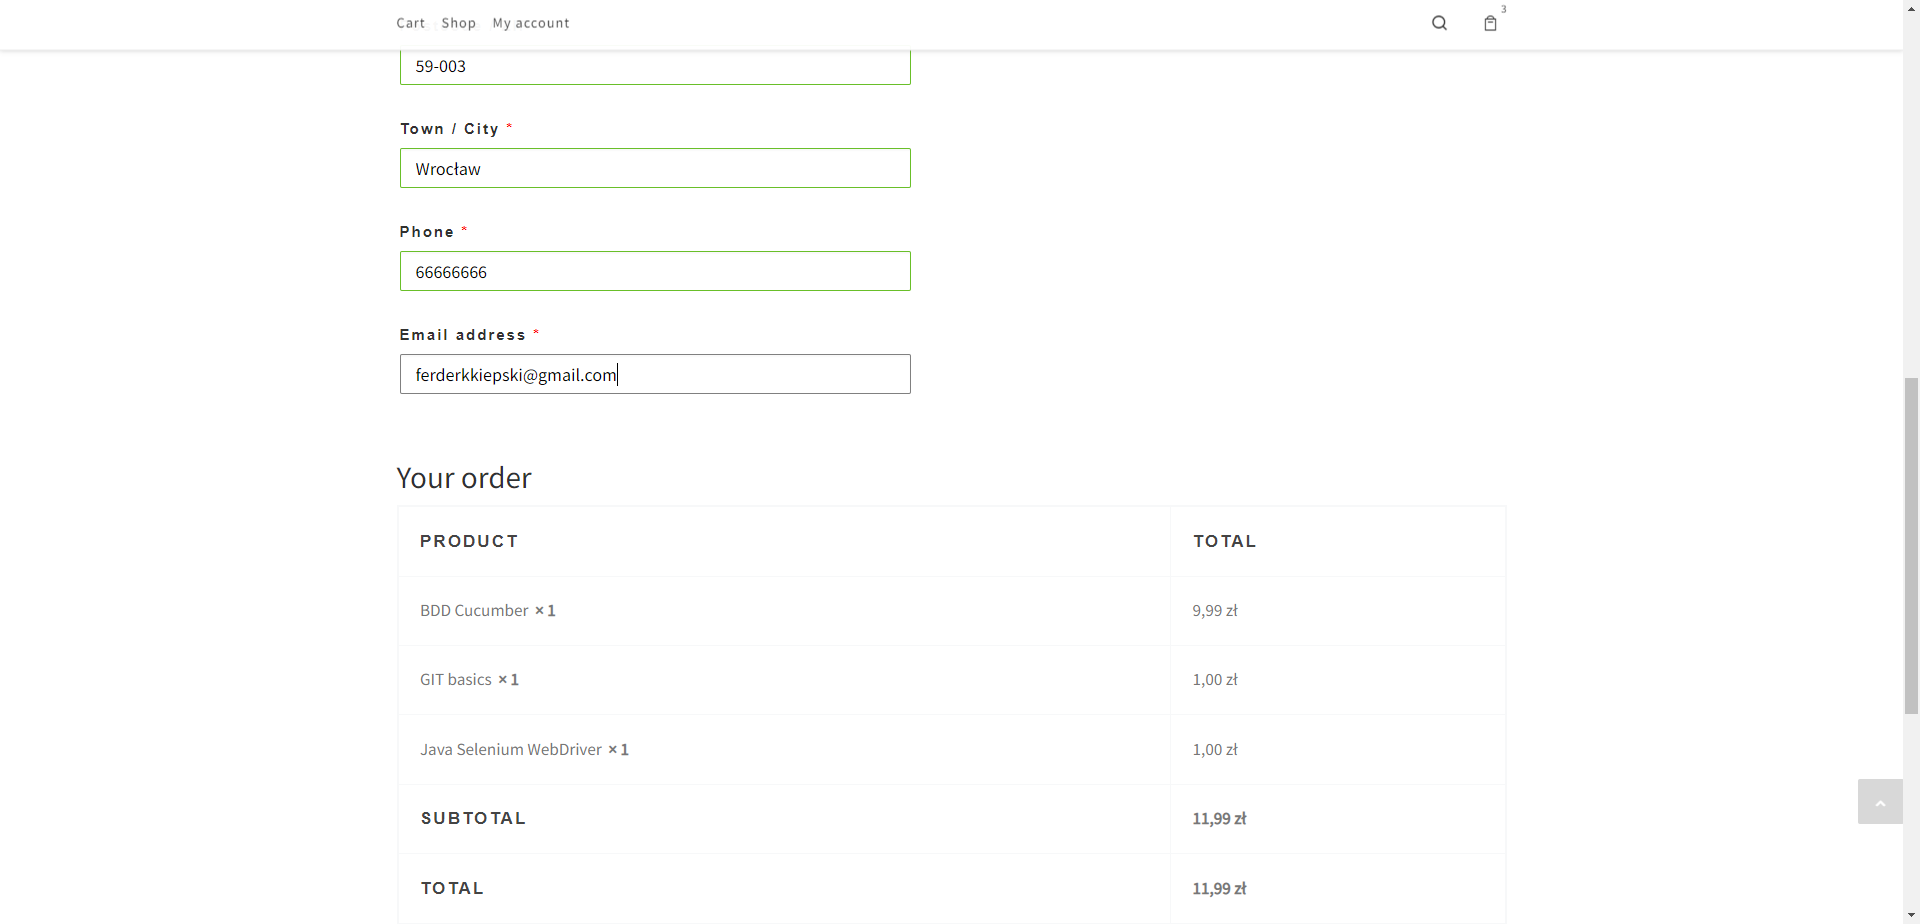 Cart Shop My account 3
59-003
Town / City *
Wrocław
Phone *
66666666
Email address *
ferderkkiepski@gmail.com
Your order
PRODUCT TOTAL
BDD Cucumber × 1 9,99 zł
GIT basics × 1 1,00 zł
Java Selenium WebDriver × 1 1,00 zł
SUBTOTAL 11,99 zł
TOTAL 11,99 zł